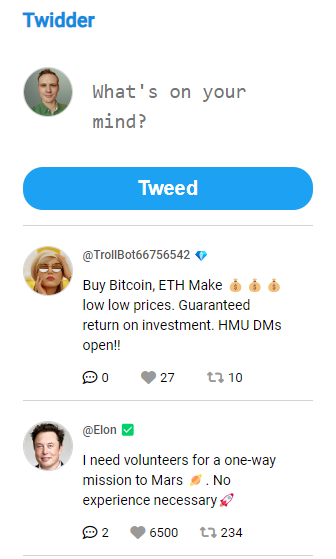 Twidder
What's on your
mind?
Tweed
@TrollBot66756542 💎
Buy Bitcoin, ETH Make 💰 💰 💰
low low prices. Guaranteed
return on investment. HMU DMs
open!!
0 27 10
@Elon ✅
I need volunteers for a one-way
mission to Mars 🪐. No
experience necessary🚀
2 6500 234